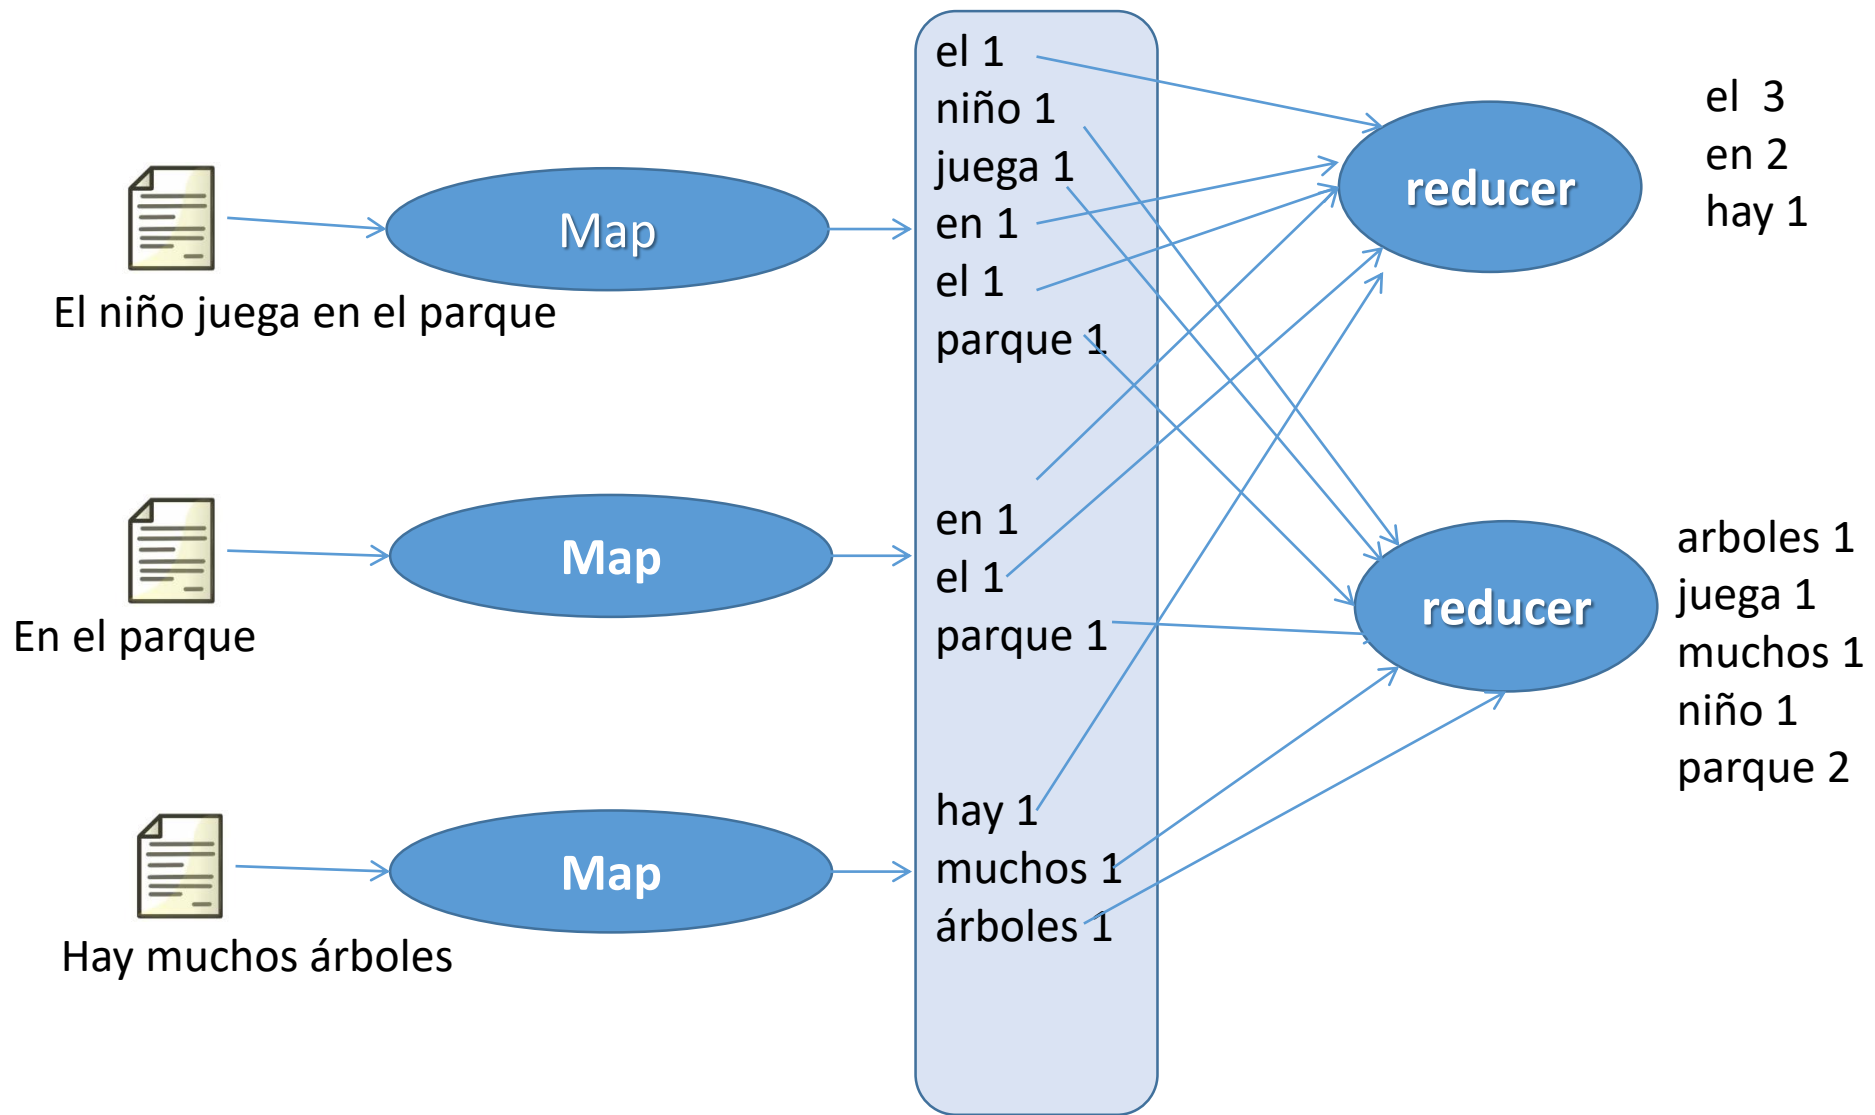 El niño juega en el parque
Map
En el parque
Map
Hay muchos árboles
Map
el 1
niño 1
juega 1
en 1
el 1
parque 1
en 1
el 1
parque 1
hay 1
muchos 1
árboles 1
reducer
el  3
en 2
hay 1
reducer
arboles 1
juega 1
muchos 1
niño 1
parque 2